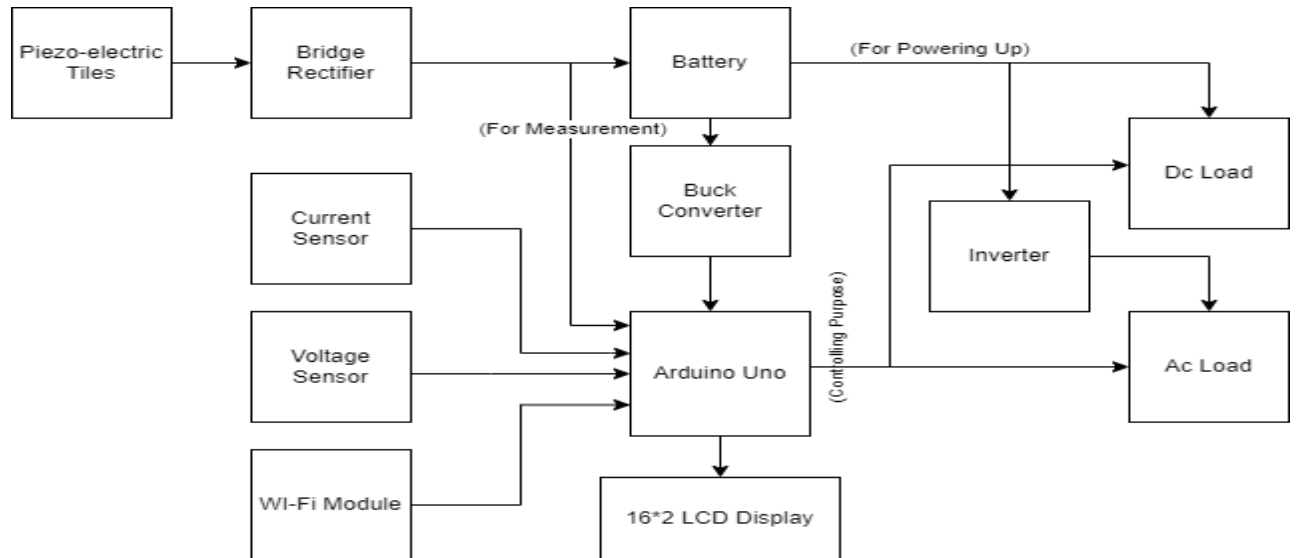 Piezo-electric
Tiles
Bridge
Rectifier
Battery
(For Powering Up)
(For Measurement)
Dc Load
Buck
Converter
Current
Sensor
Inverter
(Controlling Purpose)
Voltage
Sensor
Arduino Uno
Ac Load
WI-Fi Module
16*2 LCD Display